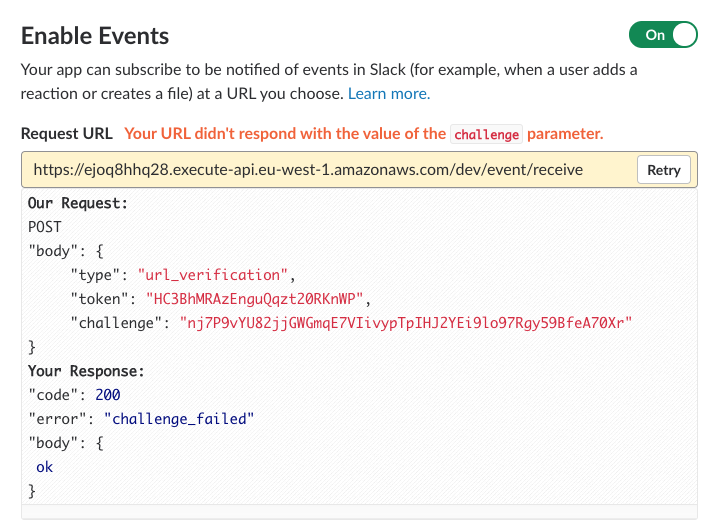 Enable Events
On
Your app can subscribe to be notified of events in Slack (for example, when a user adds a
reaction or creates a file) at a URL you choose. Learn more.
Request URL Your URL didn't respond with the value of the challenge parameter.
https://ejoq8hhq28.execute-api.eu-west-1.amazonaws.com/dev/event/receive
Retry
Our Request:
POST
"body": {
"type": "url_verification",
"token": "HC3BhMRAzEnguQqzt20RKnWP",
"challenge": "nj7P9vYU82jjGWGmqE7VIivypTpIHJ2YEi9lo97Rgy59BfeA70Xr"
}
Your Response:
"code": 200
"error": "challenge_failed"
"body": {
ok
}